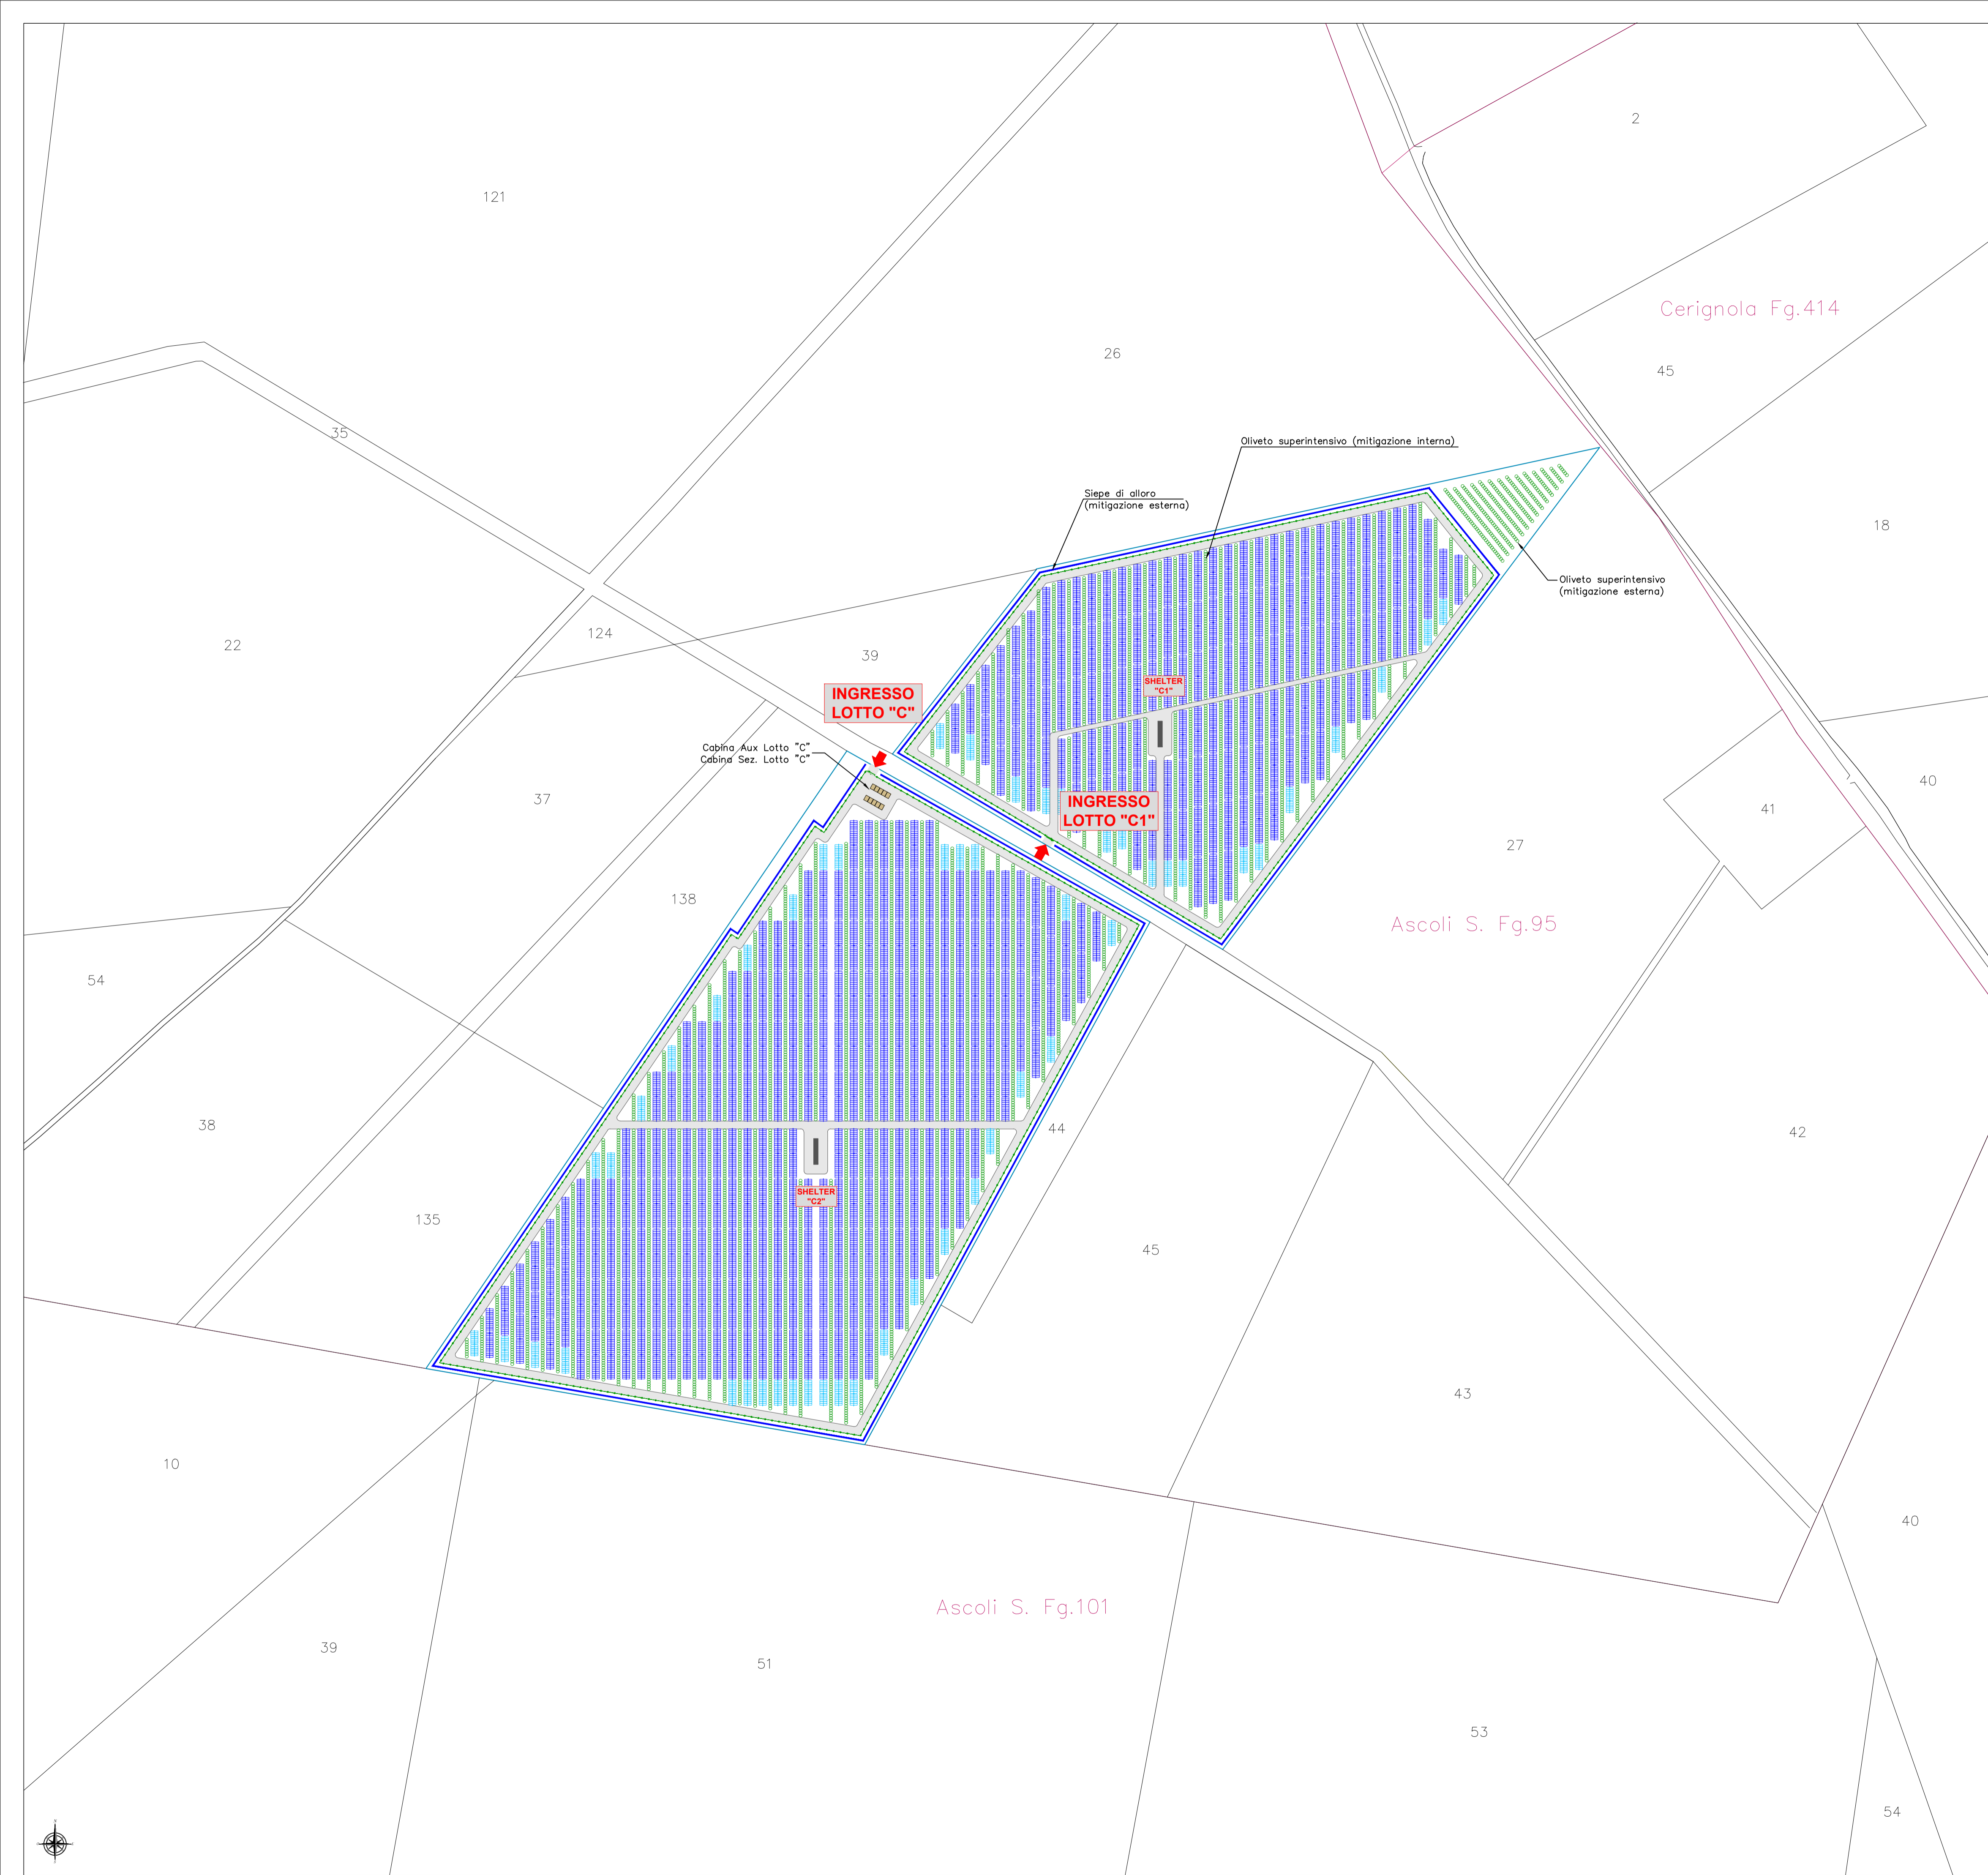 2
121
Cerignola Fg.414
26
45
35
Oliveto superintensivo (mitigazione interna)
Siepe di alloro
(mitigazione esterna)
18
Oliveto superintensivo
(mitigazione esterna)
124
22
39
SHELTER
"C1"
INGRESSO
LOTTO "C"
Cabina Aux Lotto "C"
Cabina Sez. Lotto "C"
40
37
INGRESSO
LOTTO "C1"
41
27
138
Ascoli S. Fg.95
54
38
44
42
SHELTER
"C2"
135
45
43
10
40
Ascoli S. Fg.101
39
51
53
54